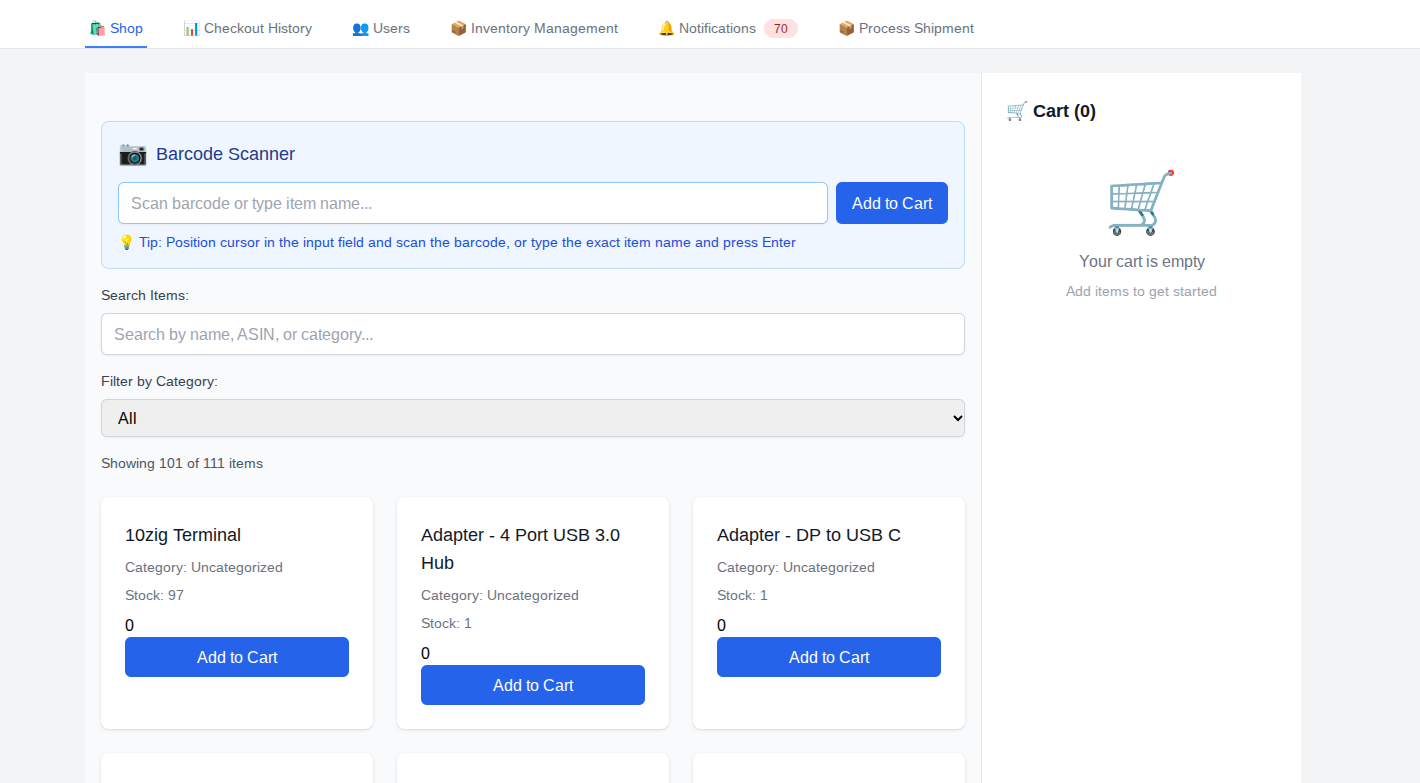 🛍️ Shop
📊 Checkout History
👥 Users
📦 Inventory Management
🔔 Notifications 70
📦 Process Shipment
📷 Barcode Scanner
Scan barcode or type item name...
Add to Cart
💡 Tip: Position cursor in the input field and scan the barcode, or type the exact item name and press Enter
Search Items:
Search by name, ASIN, or category...
Filter by Category:
All
Showing 101 of 111 items
10zig Terminal
Category: Uncategorized
Stock: 97
0
Add to Cart
Adapter - 4 Port USB 3.0
Hub
Category: Uncategorized
Stock: 1
0
Add to Cart
Adapter - DP to USB C
Category: Uncategorized
Stock: 1
0
Add to Cart
🛒 Cart (0)
Your cart is empty
Add items to get started